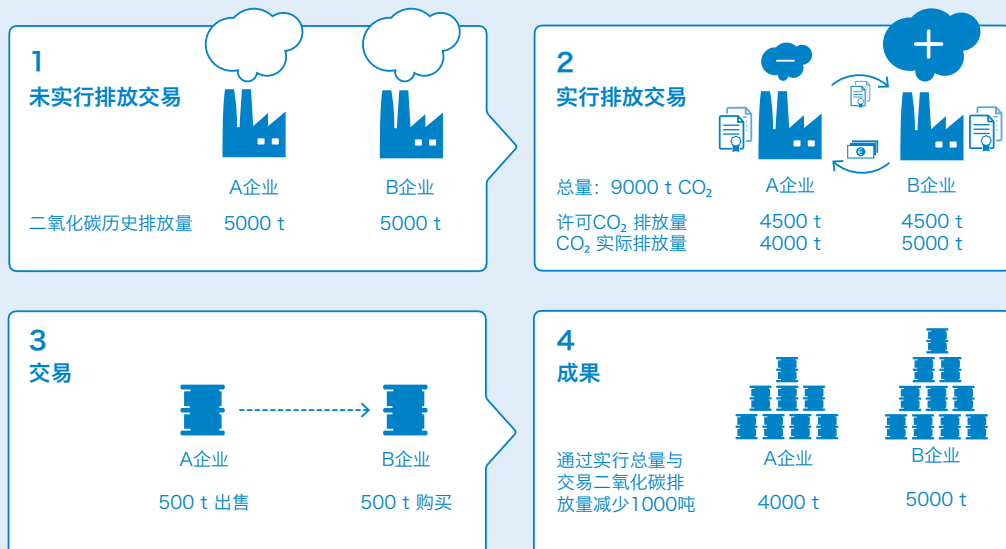 1
未实行排放交易
A企业 B企业
二氧化碳历史排放量 5000 t 5000 t
2
实行排放交易
总量：9000 t CO₂ A企业 B企业
许可CO₂ 排放量 4500 t 4500 t
CO₂ 实际排放量 4000 t 5000 t
3
交易
A企业 B企业
500 t 出售 500 t 购买
4
成果
A企业 B企业
通过实行总量与
交易二氧化碳排
放量减少1000吨 4000 t 5000 t